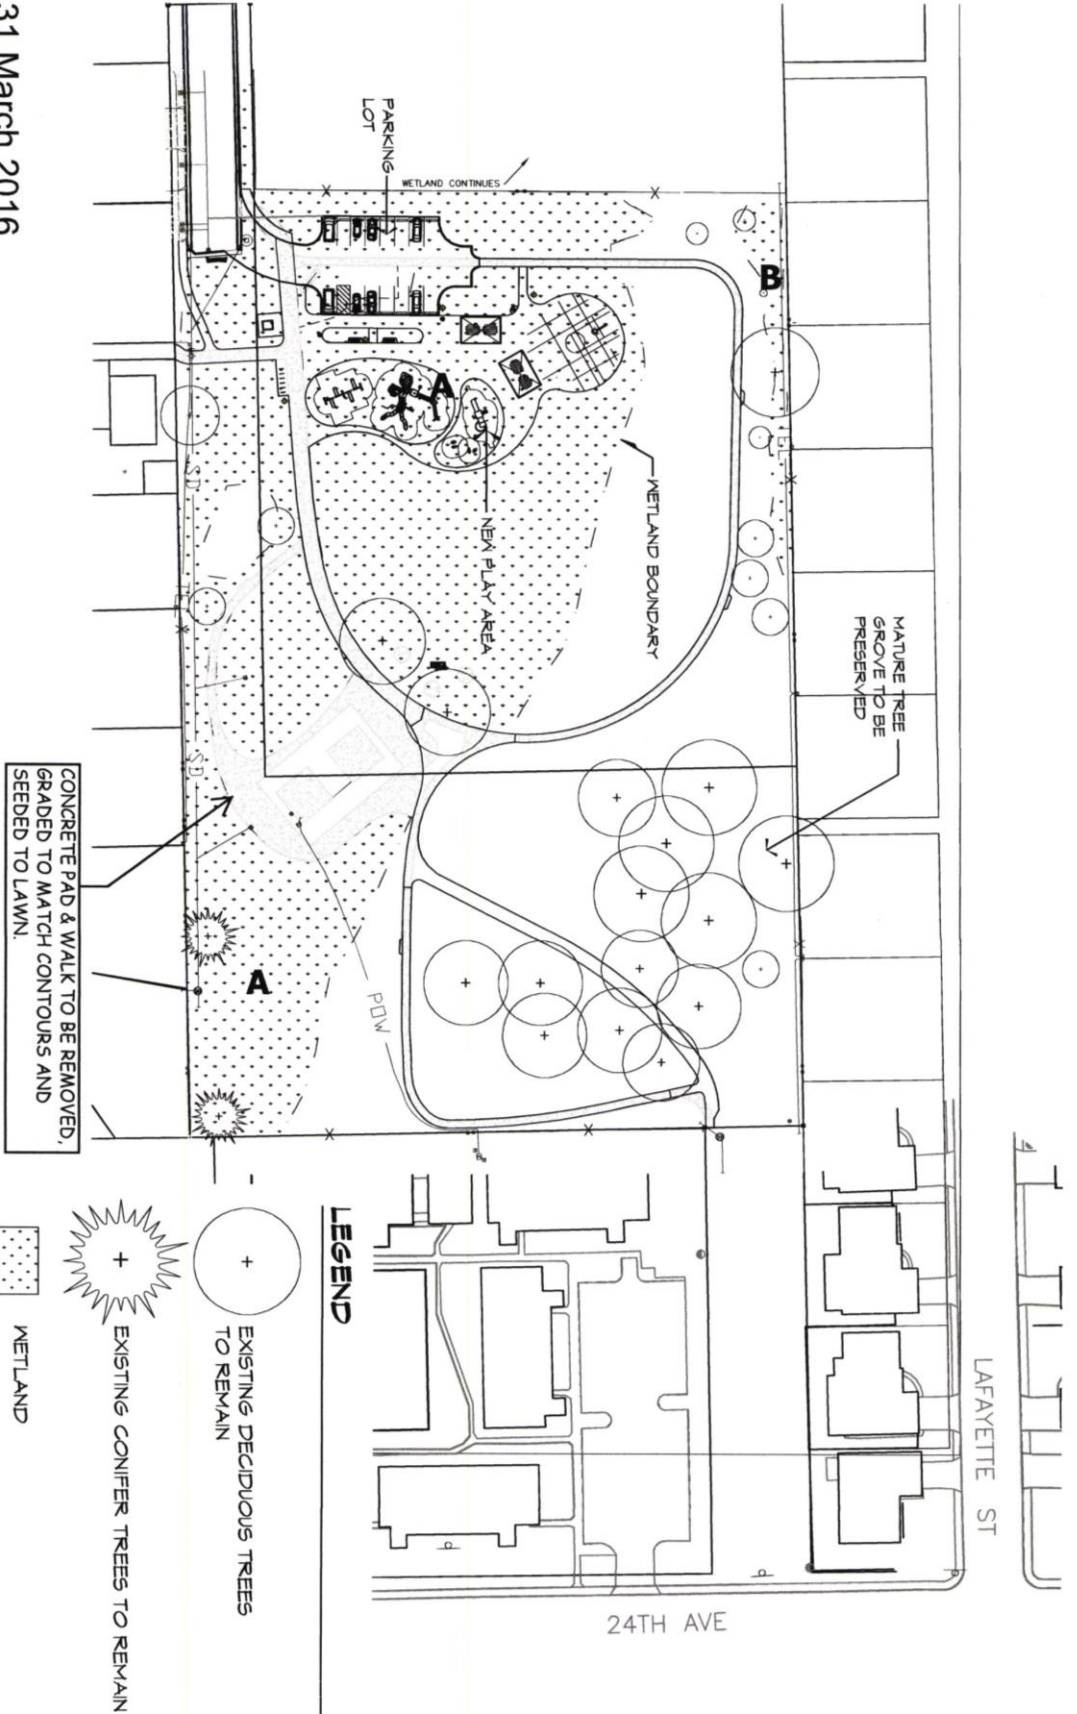 31 March 2016
PARKING
LOT
WETLAND CONTINUES
B
A
NEW PLAY AREA
WETLAND BOUNDARY
MATURE TREE
GROVE TO BE
PRESERVED
SD
SD
CONCRETE PAD & WALK TO BE REMOVED,
GRADED TO MATCH CONTOURS AND
SEEDED TO LAWN.
A
POW
LEGEND
EXISTING DECIDUOUS TREES
TO REMAIN
EXISTING CONIFER TREES TO REMAIN
WETLAND
LAFAYETTE ST
24TH AVE